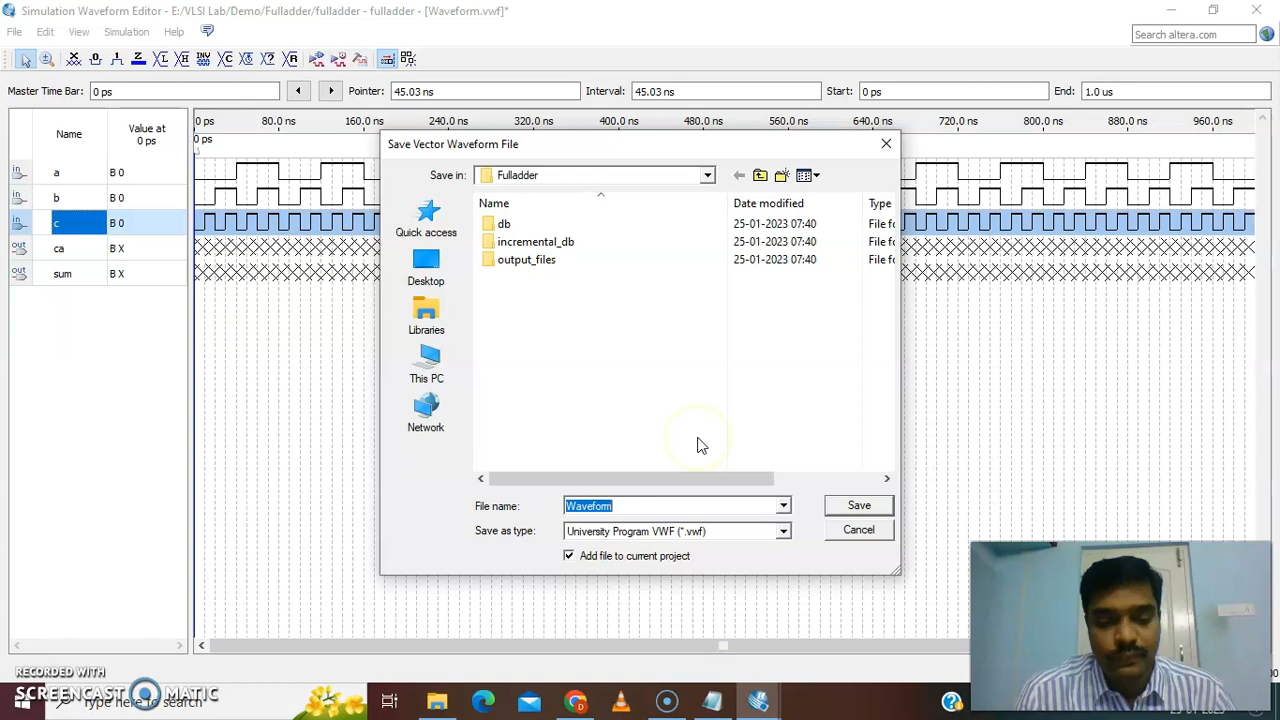 Simulation Waveform Editor - E:/VLSI Lab/Demo/Fulladder/fulladder - fulladder - [Waveform.vwf]*
File Edit View Simulation Help
Search altera.com
Master Time Bar: 0 ps Pointer: 45.03 ns Interval: 45.03 ns Start: 0 ps End: 1.0 us
Name Value at 0 ps
0 ps 80.0 ns 160.0 ns 240.0 ns 320.0 ns 400.0 ns 480.0 ns 560.0 ns 640.0 ns 720.0 ns 800.0 ns 880.0 ns 960.0 ns
0 ps
in a B 0
in b B 0
in c B 0
out ca B X
out sum B X
Save Vector Waveform File
Save in: Fulladder
Name Date modified Type
db 25-01-2023 07:40 File fo
incremental_db 25-01-2023 07:40 File fo
output_files 25-01-2023 07:40 File fo
Quick access
Desktop
Libraries
This PC
Network
File name: Waveform Save
Save as type: University Program VWF (*.vwf) Cancel
Add file to current project
RECORDED WITH
SCREENCAST MATIC
Type here to search